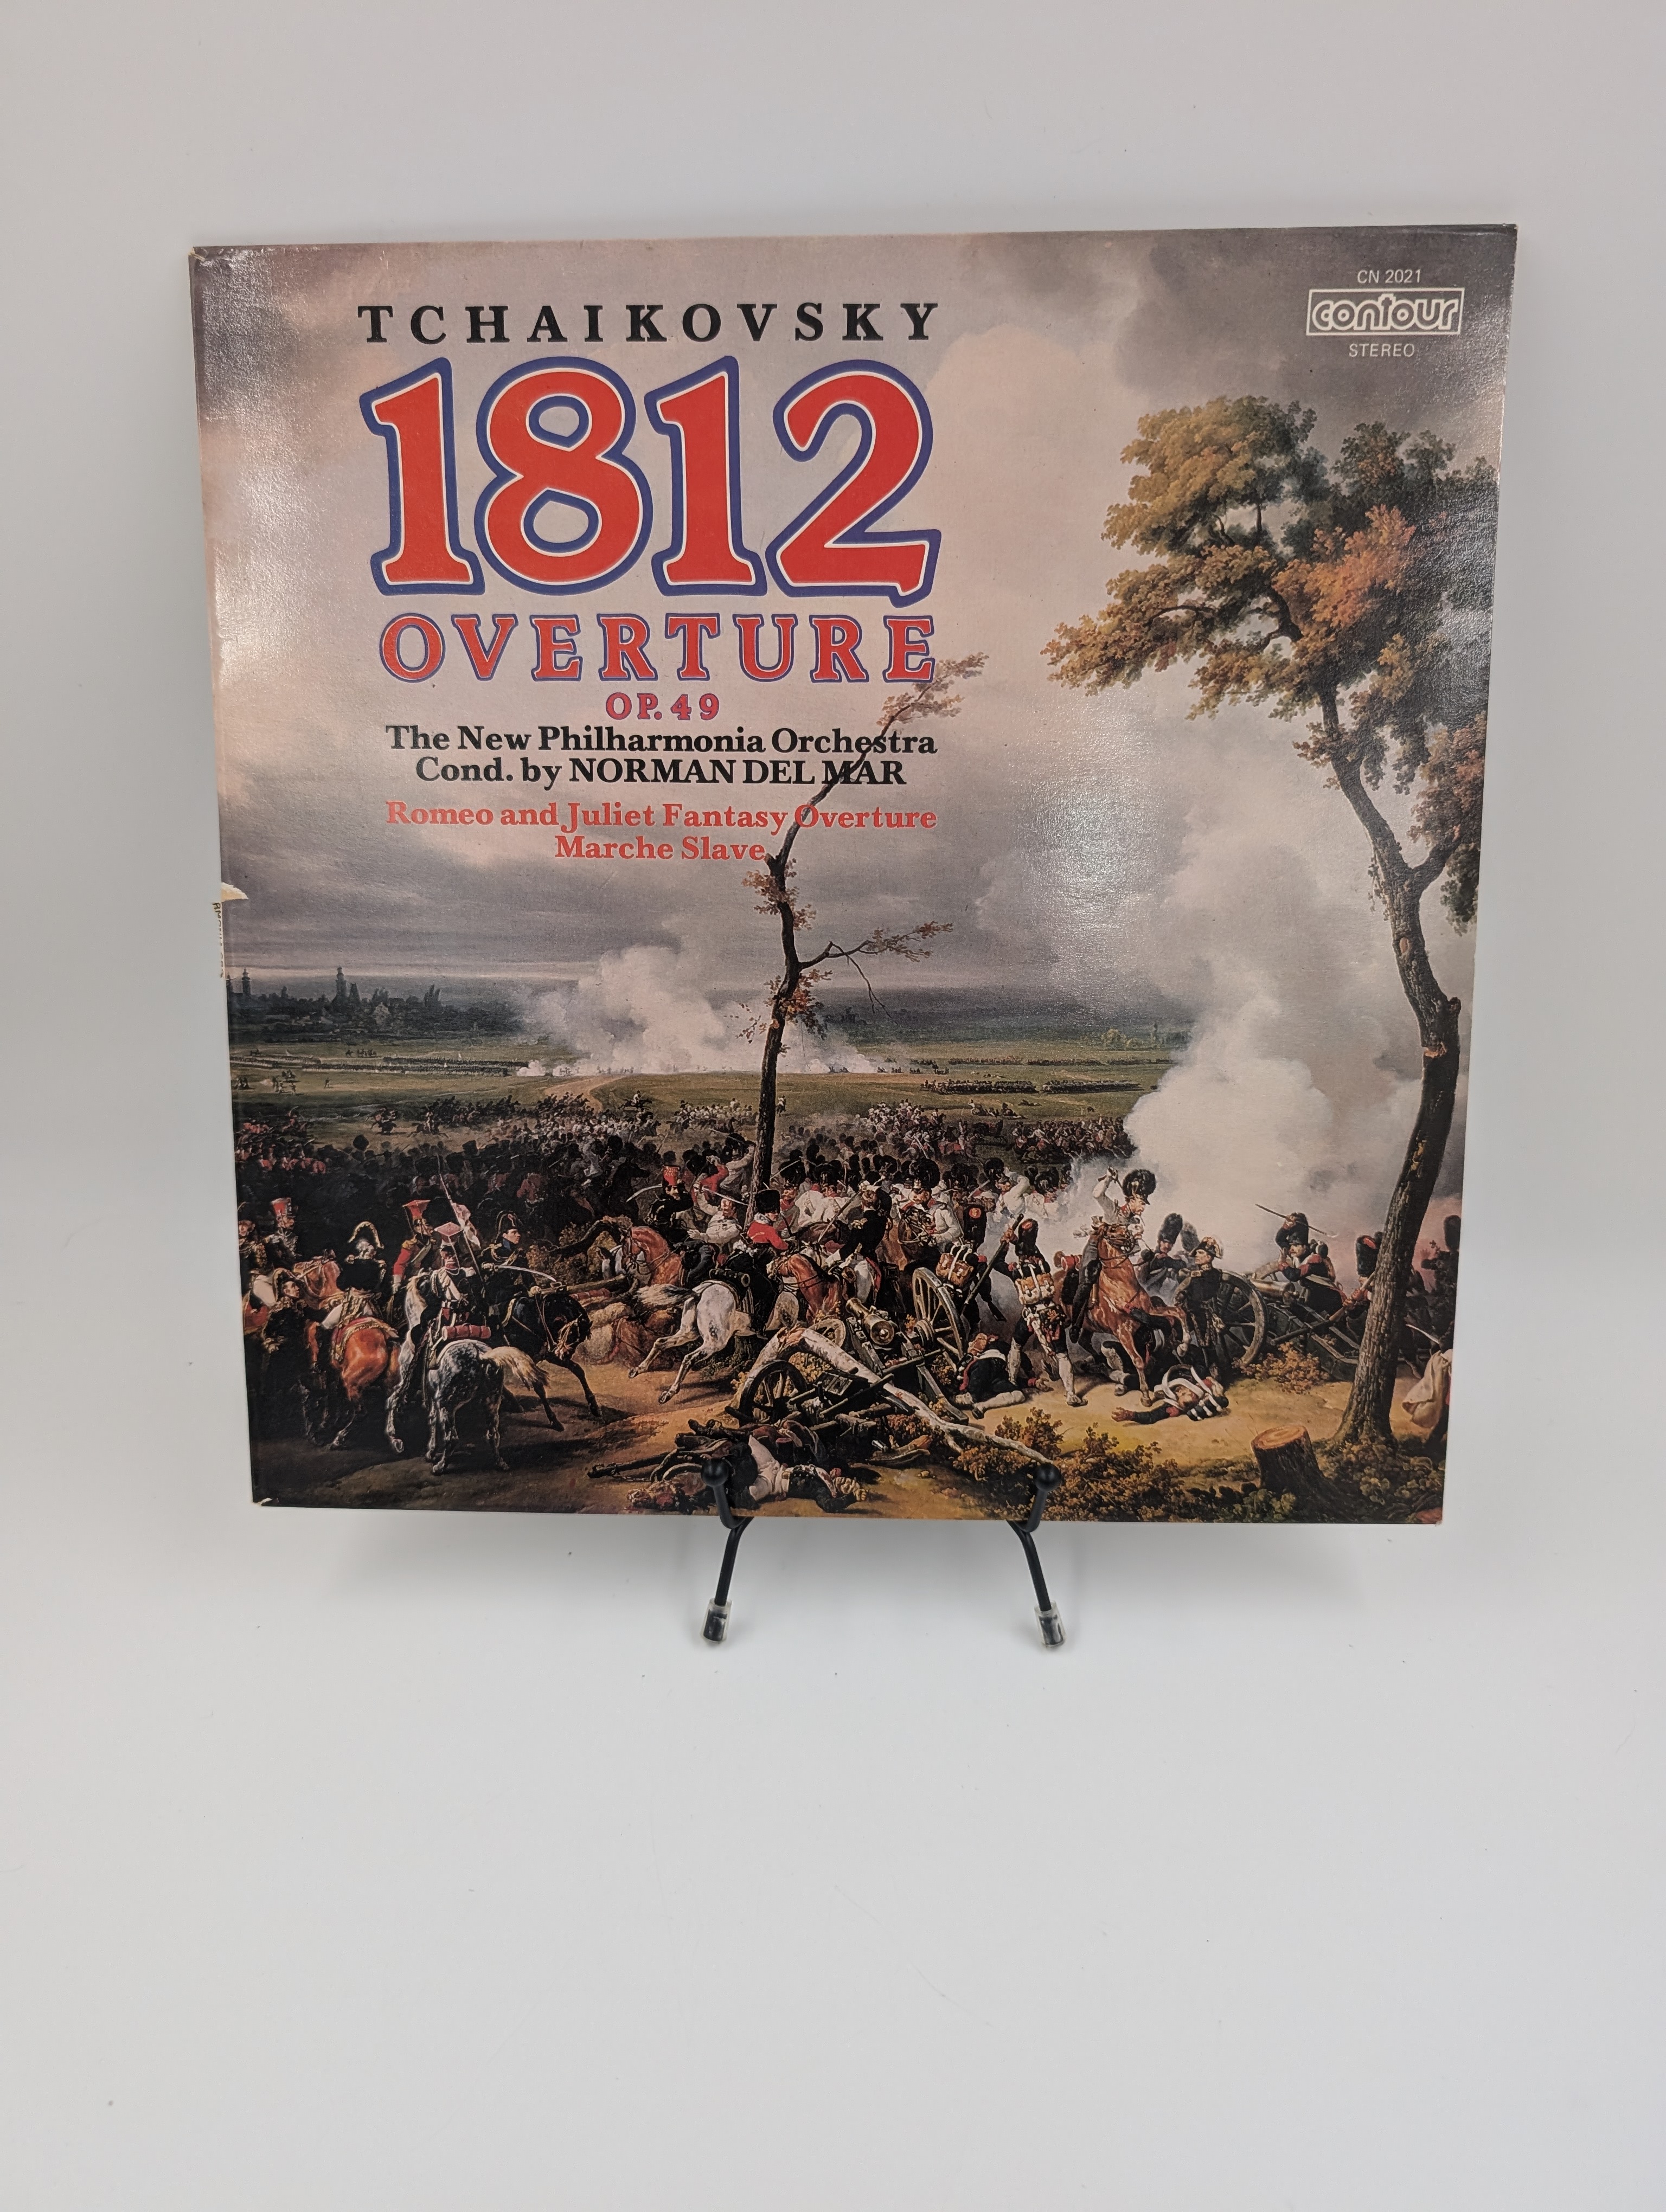 CN 2021
contour
STEREO
TCHAIKOVSKY
1812
OVERTURE
OP. 49
The New Philharmonia Orchestra
Cond. by NORMAN DEL MAR
Romeo and Juliet Fantasy Overture
Marche Slave